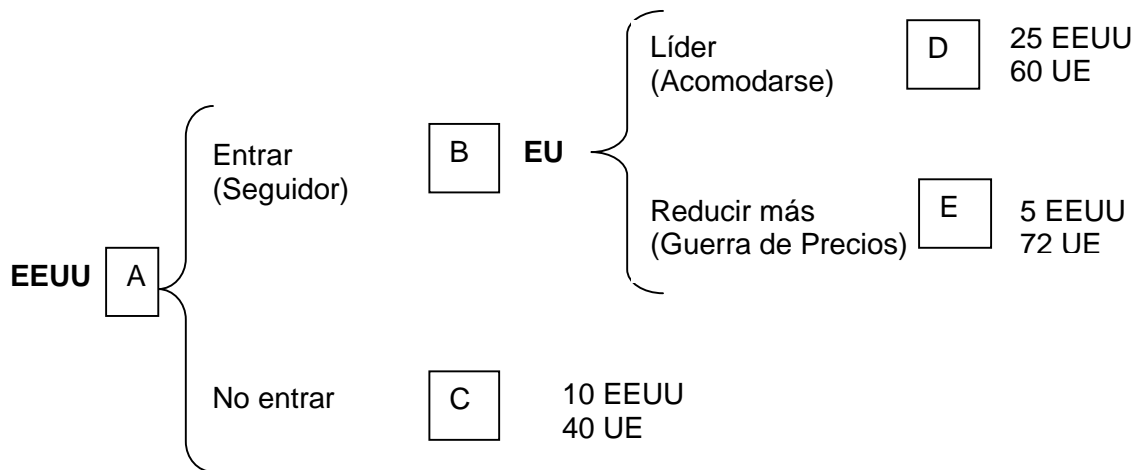 Líder
(Acomodarse)
D
25 EEUU
60 UE
Entrar
(Seguidor)
B
EU
Reducir más
(Guerra de Precios)
E
5 EEUU
72 UE
EEUU
A
No entrar
C
10 EEUU
40 UE